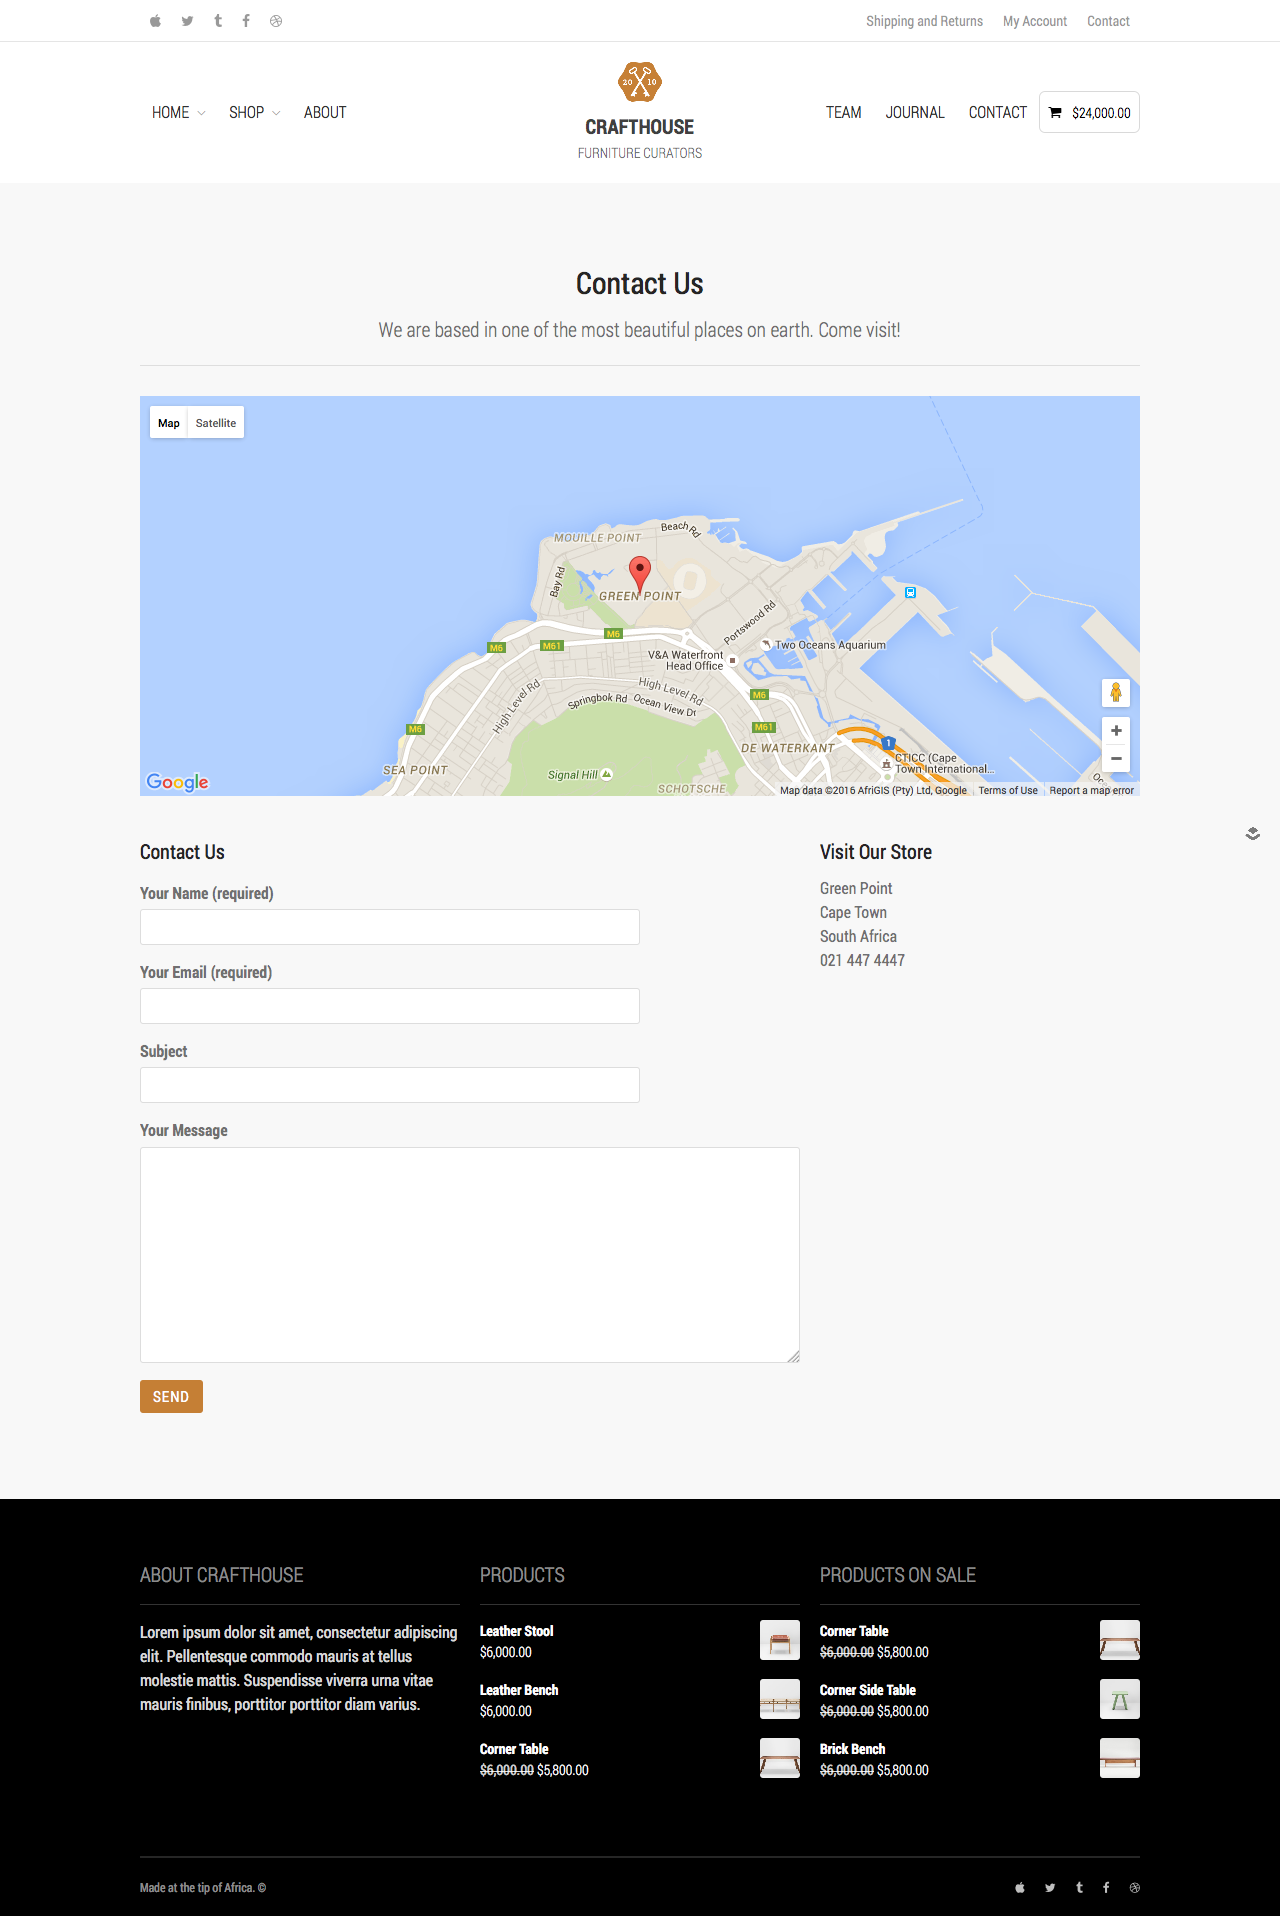 Shipping and Returns
My Account
Contact
20 10
HOME
SHOP
ABOUT
CRAFTHOUSE
FURNITURE CURATORS
TEAM
JOURNAL
CONTACT
$24,000.00
Contact Us
We are based in one of the most beautiful places on earth. Come visit!
Map
Satellite
Beach Rd
MOUILLE POINT
Bay Rd
GREEN POINT
Portswood Rd
M6
M61
M6
Two Oceans Aquarium
V&A Waterfront
Head Office
High Level Rd
High Level Rd
Springbok Rd
Ocean View Dr
M6
M6
M61
1
DE WATERKANT
CTICC (Cape
Town International...
SEA POINT
Signal Hill
SCHOTSCHE
Google
Map data ©2016 AfriGIS (Pty) Ltd, Google
Terms of Use
Report a map error
Contact Us
Your Name (required)
Your Email (required)
Subject
Your Message
SEND
Visit Our Store
Green Point
Cape Town
South Africa
021 447 4447
ABOUT CRAFTHOUSE
Lorem ipsum dolor sit amet, consectetur adipiscing
elit. Pellentesque commodo mauris at tellus
molestie mattis. Suspendisse viverra urna vitae
mauris finibus, porttitor porttitor diam varius.
PRODUCTS
Leather Stool
$6,000.00
Leather Bench
$6,000.00
Corner Table
$6,000.00 $5,800.00
PRODUCTS ON SALE
Corner Table
$6,000.00 $5,800.00
Corner Side Table
$6,000.00 $5,800.00
Brick Bench
$6,000.00 $5,800.00
Made at the tip of Africa. ©